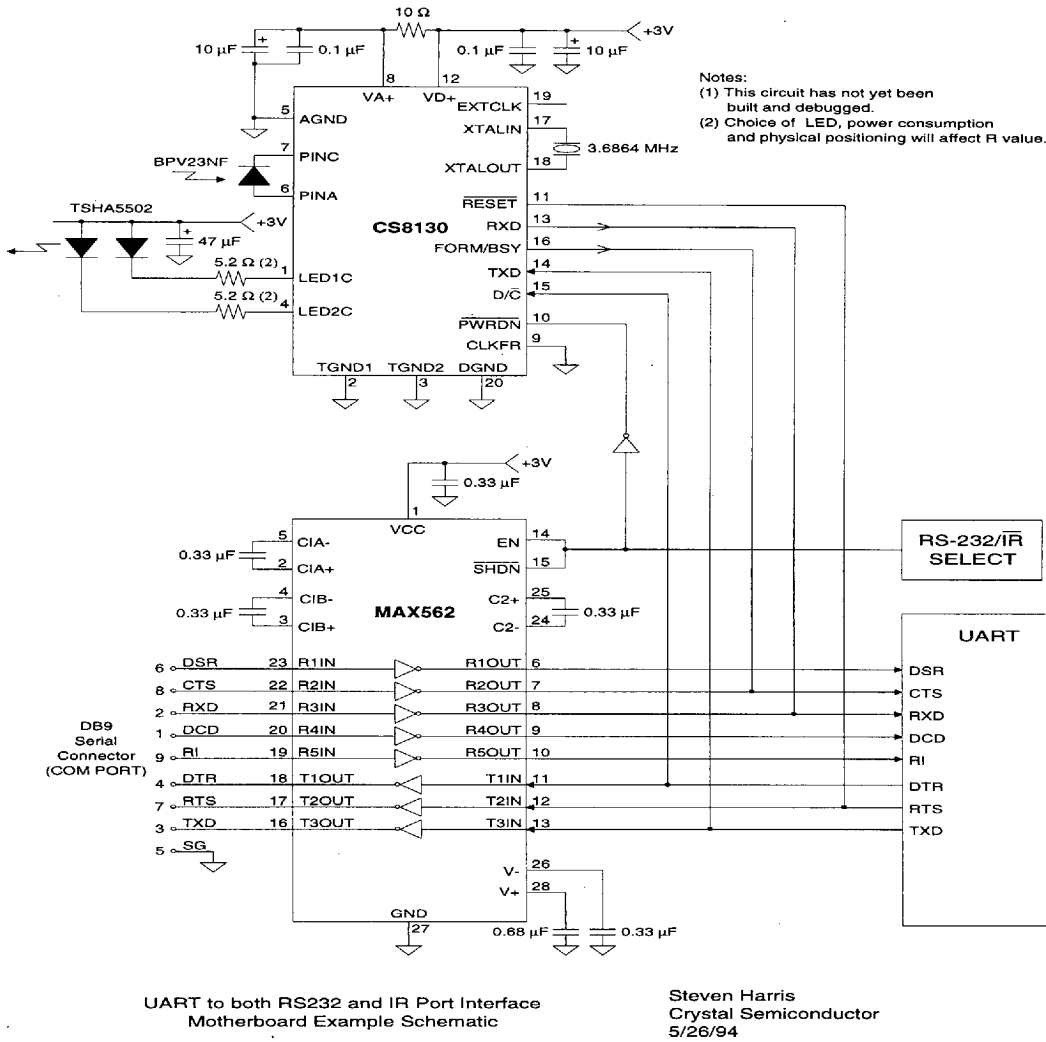 10 Ω
+3V
10 µF
+
0.1 µF
0.1 µF
+
10 µF
8
12
VA+
VD+
Notes:
(1) This circuit has not yet been
built and debugged.
(2) Choice of LED, power consumption
and physical positioning will affect R value.
5
AGND
EXTCLK
19
XTALIN
17
3.6864 MHz
XTALOUT
18
BPV23NF
7
PINC
6
PINA
RESET
11
RXD
13
FORM/BSY
16
TXD
14
D/C
15
PWRDN
10
CLKFR
9
CS8130
TSHA5502
+3V
+
47 µF
5.2 Ω (2)
1
LED1C
5.2 Ω (2)
4
LED2C
TGND1
TGND2
DGND
2
3
20
+3V
0.33 µF
1
VCC
5
CIA-
0.33 µF
2
CIA+
4
CIB-
0.33 µF
3
CIB+
MAX562
EN
14
SHDN
15
C2+
25
0.33 µF
C2-
24
RS-232/IR
SELECT
UART
6 DSR 23 R1IN R1OUT 6 DSR
8 CTS 22 R2IN R2OUT 7 CTS
2 RXD 21 R3IN R3OUT 8 RXD
1 DCD 20 R4IN R4OUT 9 DCD
9 RI 19 R5IN R5OUT 10 RI
4 DTR 18 T1OUT T1IN 11 DTR
7 RTS 17 T2OUT T2IN 12 RTS
3 TXD 16 T3OUT T3IN 13 TXD
5 SG
DB9
Serial
Connector
(COM PORT)
V-
26
V+
28
GND
27
0.68 µF
0.33 µF
UART to both RS232 and IR Port Interface
Motherboard Example Schematic
Steven Harris
Crystal Semiconductor
5/26/94